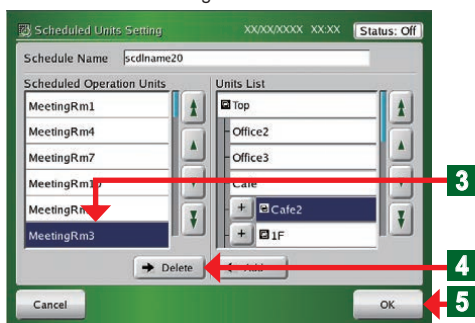 Scheduled Units Setting XX/XX/XXXX XX:XX Status: Off
Schedule Name scdlname20
Scheduled Operation Units Units List
MeetingRm1 Top
MeetingRm4 Office2
MeetingRm7 Office3
Cafe
3
+ Cafe2
MeetingRm3 + 1F
Delete Add 4
Cancel OK 5